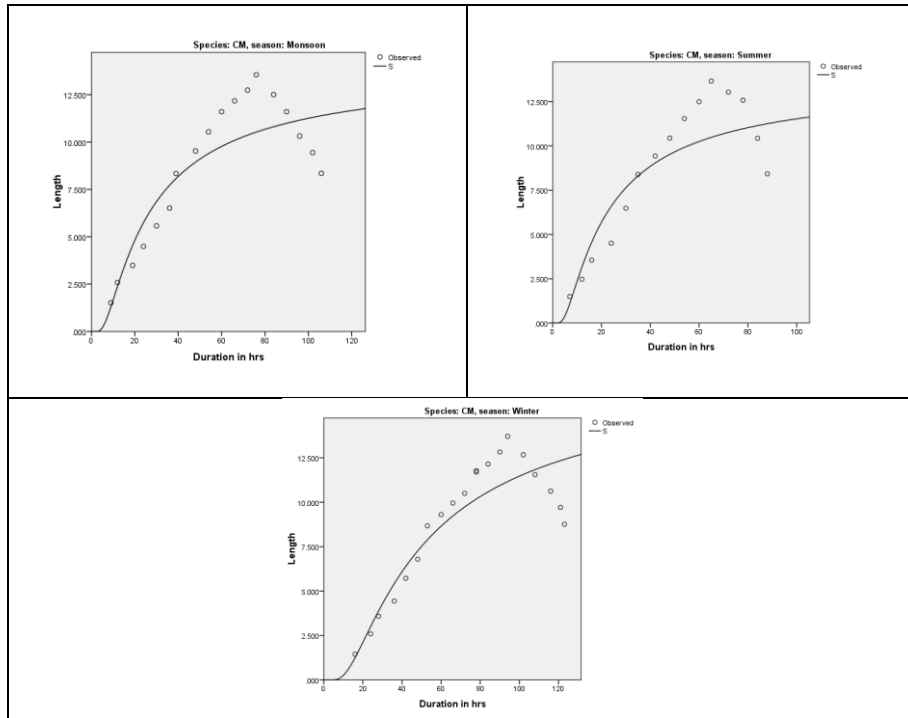 Species: CM, season: Monsoon
Observed
S
12.500
10.000
7.500
5.000
2.500
.000
Length
0 20 40 60 80 100 120
Duration in hrs
Species: CM, season: Summer
Observed
S
12.500
10.000
7.500
5.000
2.500
.000
Length
0 20 40 60 80 100
Duration in hrs
Species: CM, season: Winter
Observed
S
12.500
10.000
7.500
5.000
2.500
.000
Length
0 20 40 60 80 100 120
Duration in hrs